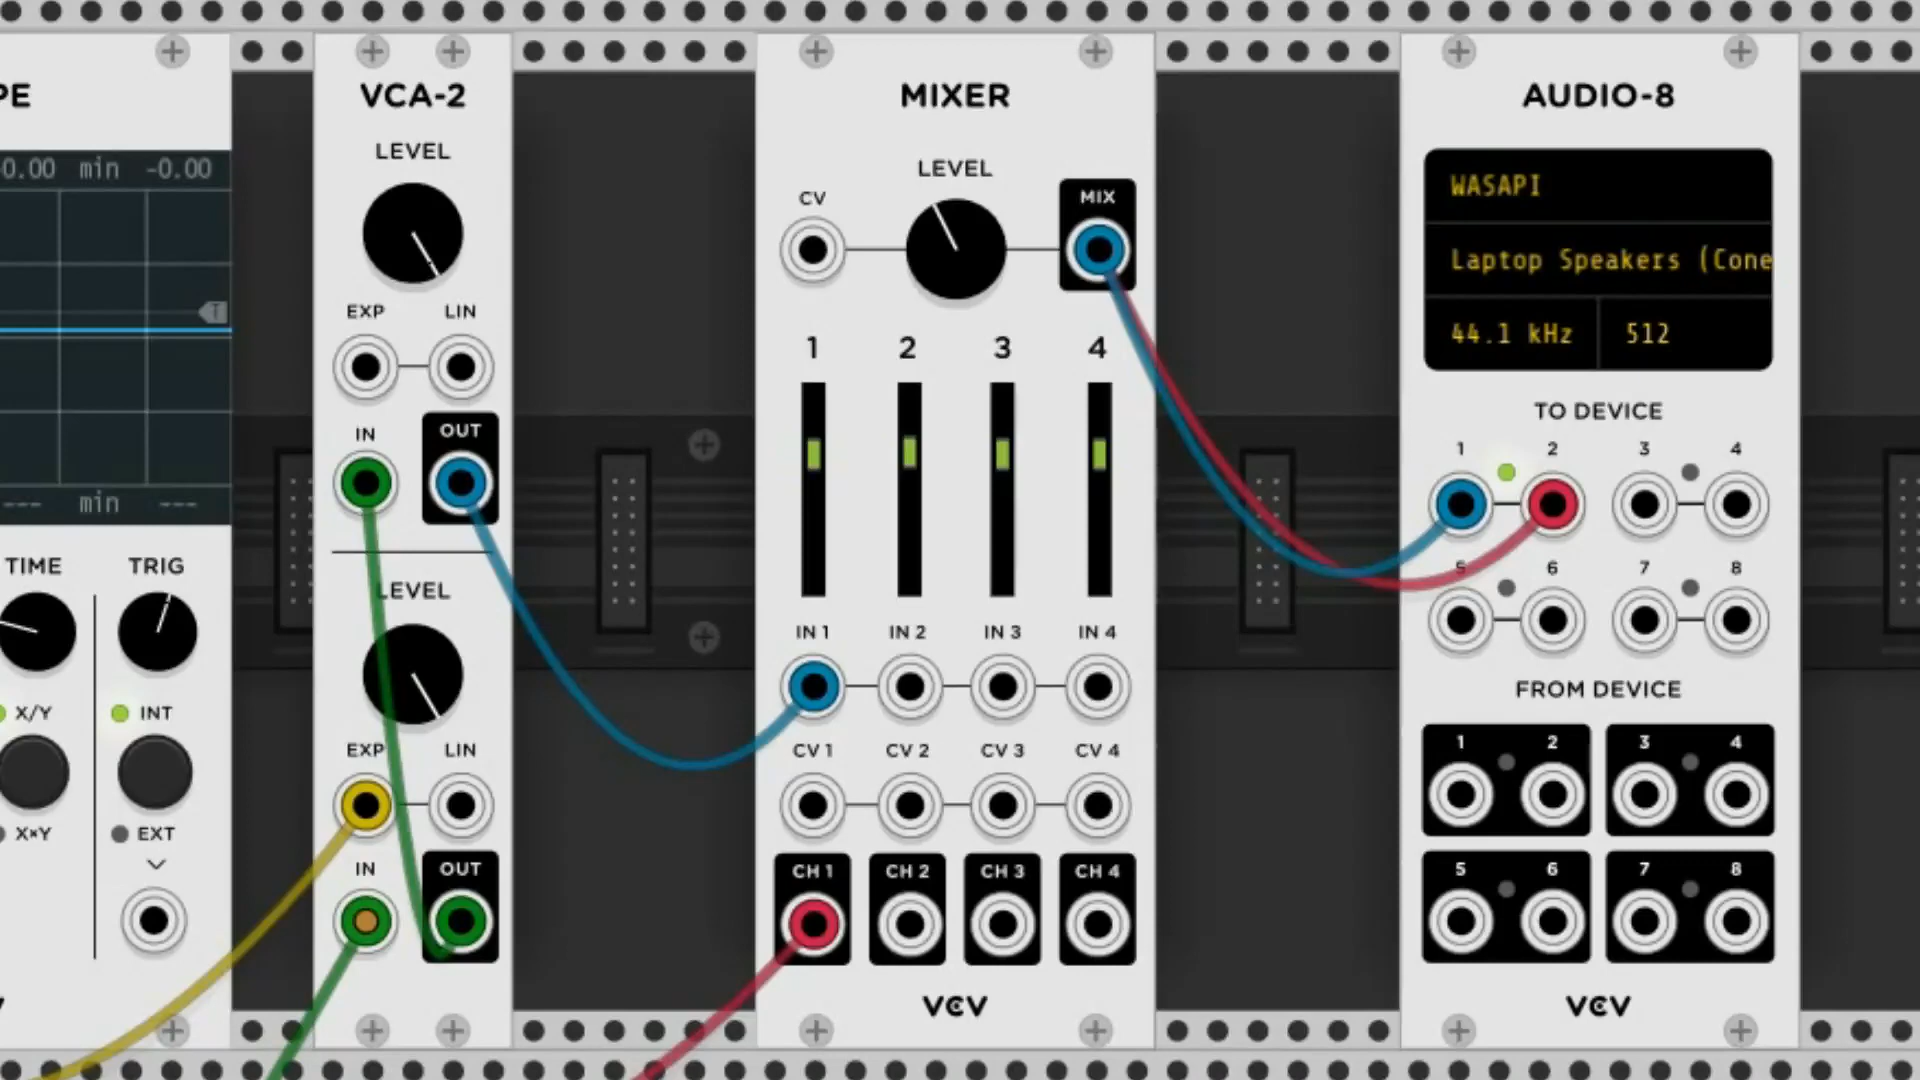 PE
0.00 min -0.00
--- min ---
TIME TRIG
X/Y INT
X×Y EXT
VCA-2
LEVEL
EXP LIN
IN OUT
LEVEL
EXP LIN
IN OUT
MIXER
LEVEL
CV MIX
1 2 3 4
IN 1 IN 2 IN 3 IN 4
CV 1 CV 2 CV 3 CV 4
CH 1 CH 2 CH 3 CH 4
VCV
AUDIO-8
WASAPI
Laptop Speakers (Cone
44.1 kHz 512
TO DEVICE
1 2 3 4
5 6 7 8
FROM DEVICE
1 2 3 4
5 6 7 8
VCV